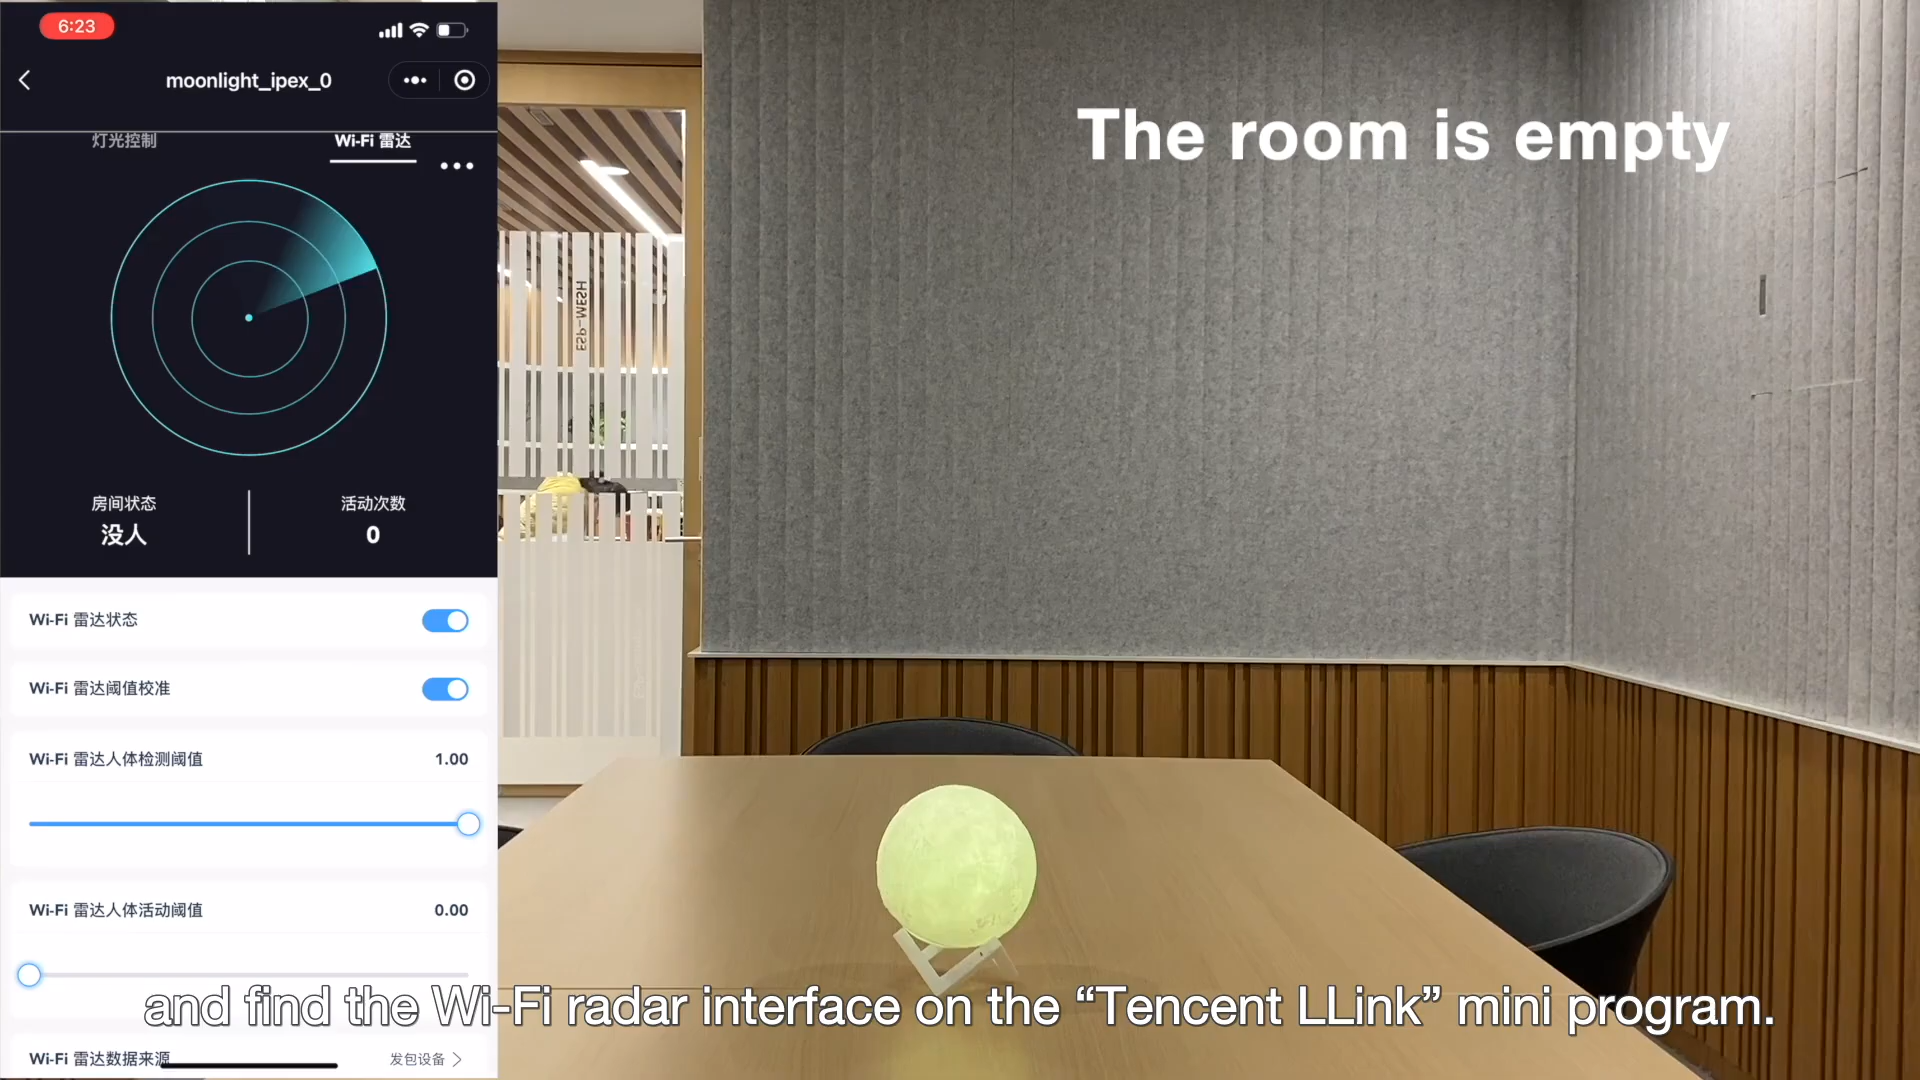 6:23
moonlight_ipex_0
灯光控制
Wi-Fi 雷达
房间状态
活动次数
没人
0
Wi-Fi 雷达状态
Wi-Fi 雷达阈值校准
Wi-Fi 雷达人体检测阈值
1.00
Wi-Fi 雷达人体活动阈值
0.00
Wi-Fi 雷达数据来源
发包设备
ESP-WESH
The room is empty
and find the Wi-Fi radar interface on the “Tencent LLink” mini program.